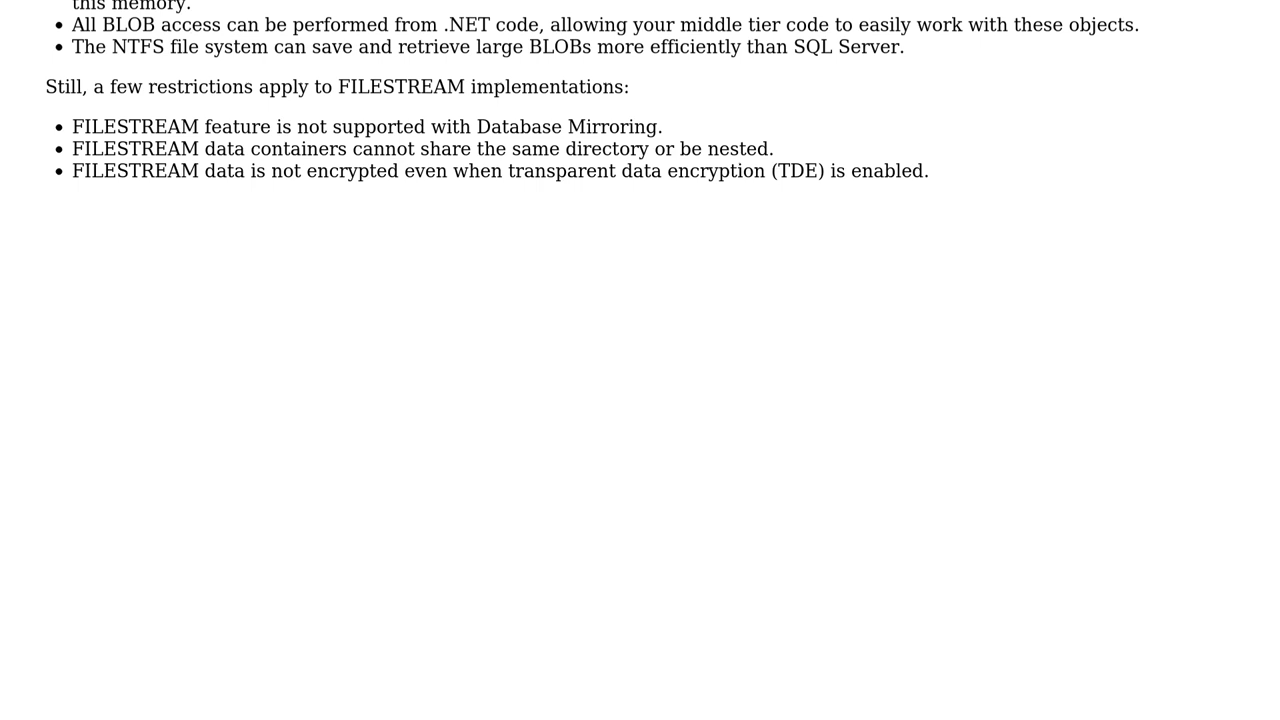 this memory.
• All BLOB access can be performed from .NET code, allowing your middle tier code to easily work with these objects.
• The NTFS file system can save and retrieve large BLOBs more efficiently than SQL Server.
Still, a few restrictions apply to FILESTREAM implementations:
• FILESTREAM feature is not supported with Database Mirroring.
• FILESTREAM data containers cannot share the same directory or be nested.
• FILESTREAM data is not encrypted even when transparent data encryption (TDE) is enabled.